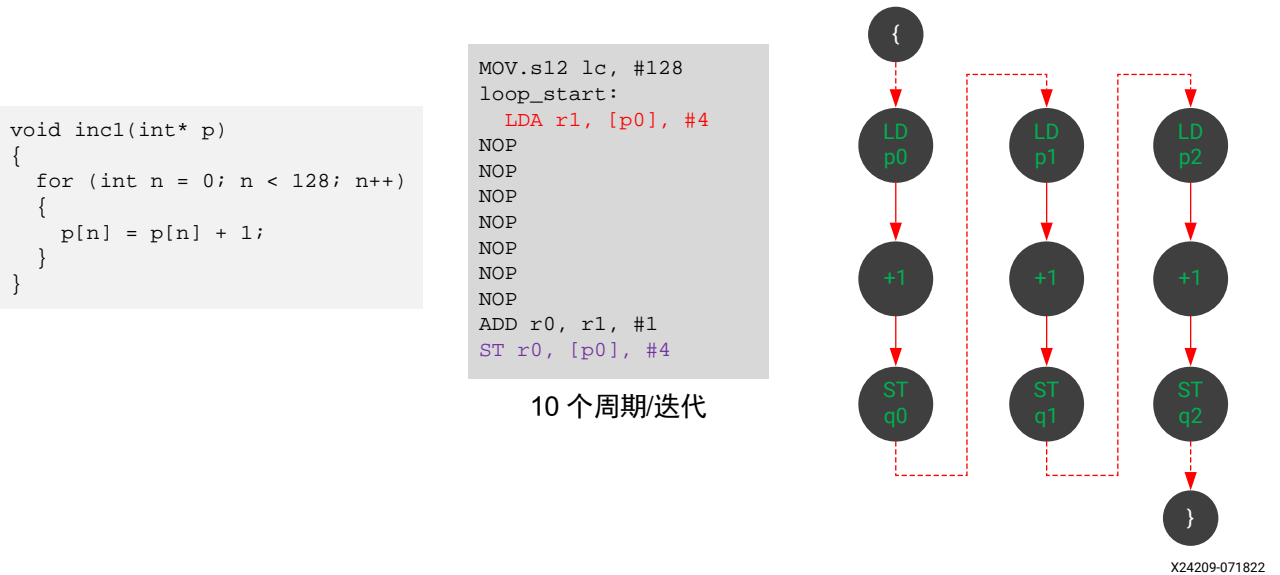 void inc1(int* p)
{
  for (int n = 0; n < 128; n++)
  {
    p[n] = p[n] + 1;
  }
}
MOV.s12 lc, #128
loop_start:
  LDA r1, [p0], #4
NOP
NOP
NOP
NOP
NOP
NOP
NOP
ADD r0, r1, #1
ST r0, [p0], #4
10 个周期/迭代
{
LD
p0
LD
p1
LD
p2
+1
+1
+1
ST
q0
ST
q1
ST
q2
}
X24209-071822